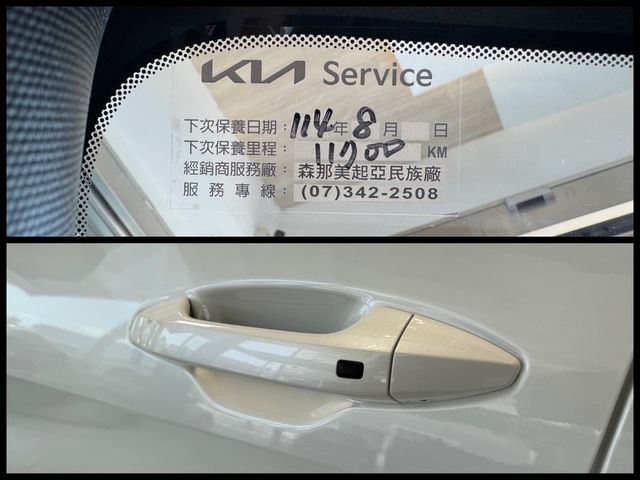 KIA Service
下次保養日期：114年8月 日
下次保養里程：11700 KM
經銷商服務廠：森那美起亞民族廠
服務專線：(07)342-2508